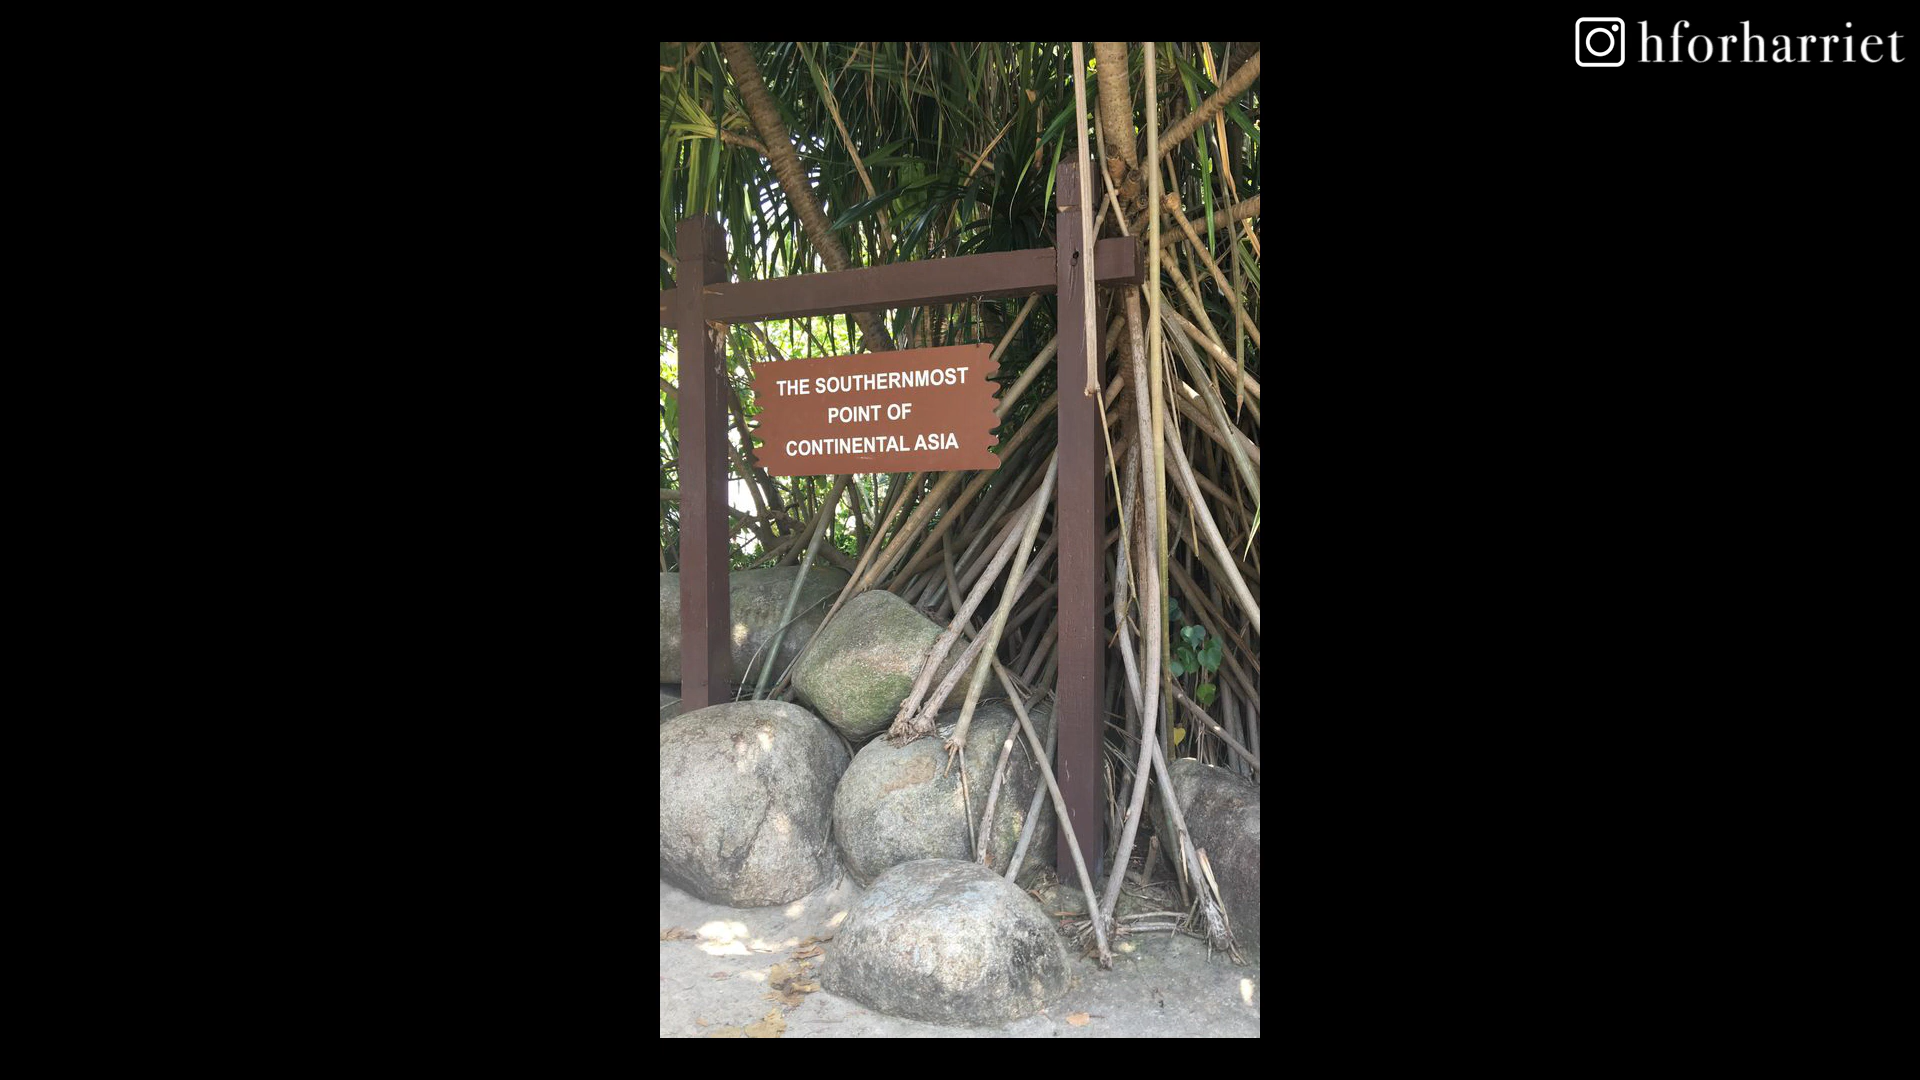 hforharriet
THE SOUTHERNMOST
POINT OF
CONTINENTAL ASIA